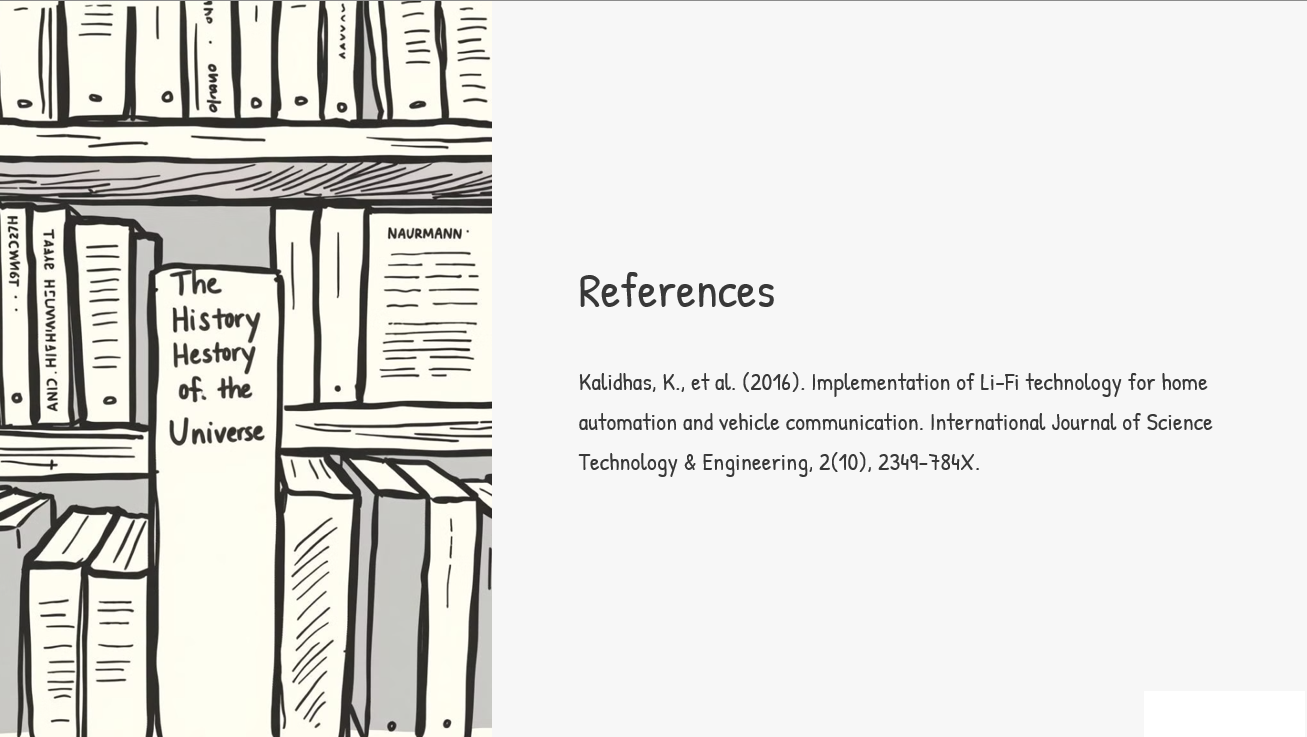 The
History
Hestory
of. the
Universe
NAURMANN
References
Kalidhas, K., et al. (2016). Implementation of Li-Fi technology for home
automation and vehicle communication. International Journal of Science
Technology & Engineering, 2(10), 2349-784X.